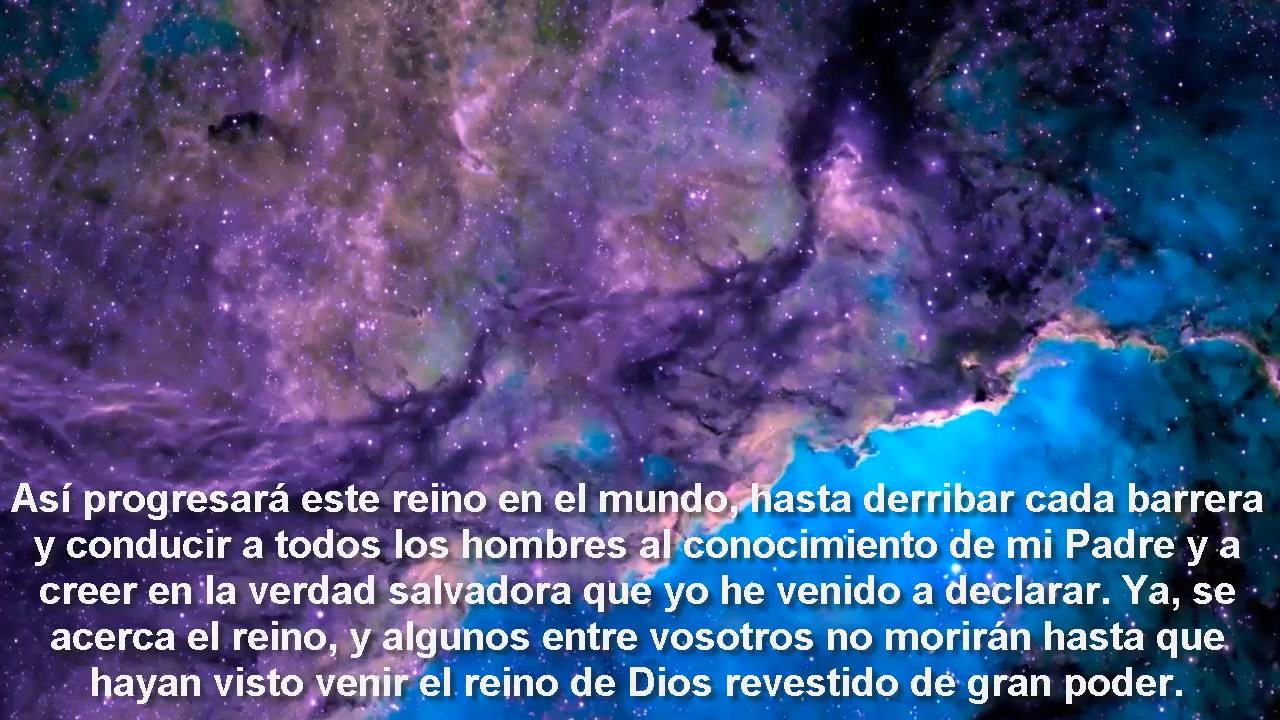 Así progresará este reino en el mundo, hasta derribar cada barrera
y conducir a todos los hombres al conocimiento de mi Padre y a
creer en la verdad salvadora que yo he venido a declarar. Ya, se
acerca el reino, y algunos entre vosotros no morirán hasta que
hayan visto venir el reino de Dios revestido de gran poder.